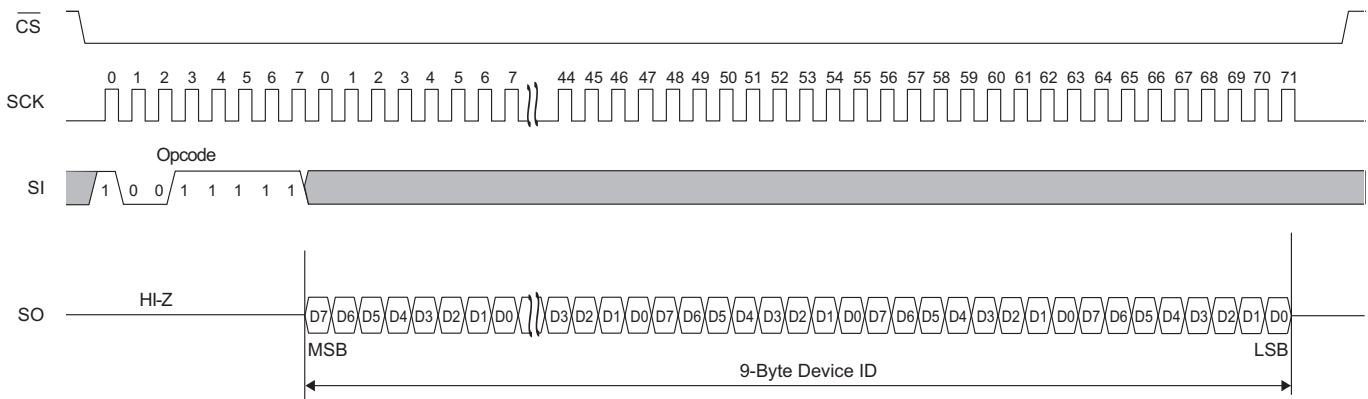 CS
0 1 2 3 4 5 6 7 0 1 2 3 4 5 6 7 44 45 46 47 48 49 50 51 52 53 54 55 56 57 58 59 60 61 62 63 64 65 66 67 68 69 70 71
SCK
Opcode
SI 1 0 0 1 1 1 1 1
HI-Z
SO D7 D6 D5 D4 D3 D2 D1 D0 D3 D2 D1 D0 D7 D6 D5 D4 D3 D2 D1 D0 D7 D6 D5 D4 D3 D2 D1 D0 D7 D6 D5 D4 D3 D2 D1 D0
MSB LSB
9-Byte Device ID